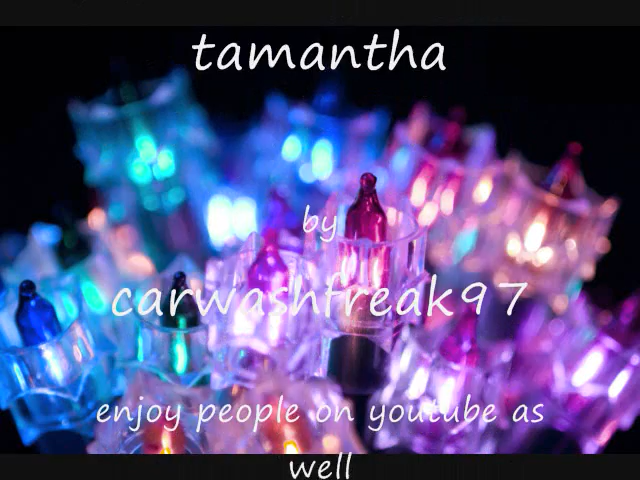 tamantha
by
carwashfreak97
enjoy people on youtube as
well